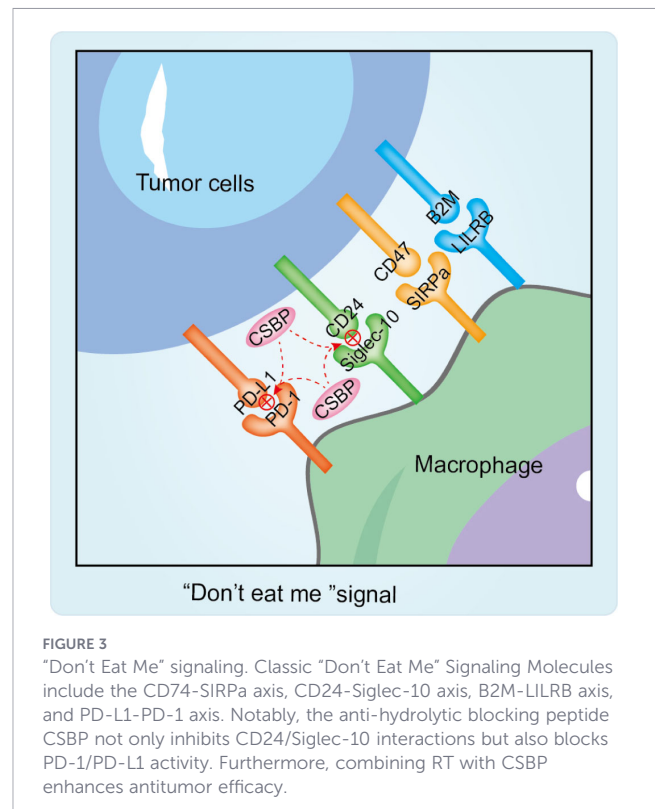 Tumor cells
B2M
LILRB
CD47
SIRPa
CD24
Siglec-10
CSBP
PD-L1
PD-1
CSBP
Macrophage
“Don’t eat me ”signal
FIGURE 3
“Don’t Eat Me” signaling. Classic “Don’t Eat Me” Signaling Molecules
include the CD74-SIRPa axis, CD24-Siglec-10 axis, B2M-LILRB axis,
and PD-L1-PD-1 axis. Notably, the anti-hydrolytic blocking peptide
CSBP not only inhibits CD24/Siglec-10 interactions but also blocks
PD-1/PD-L1 activity. Furthermore, combining RT with CSBP
enhances antitumor efficacy.